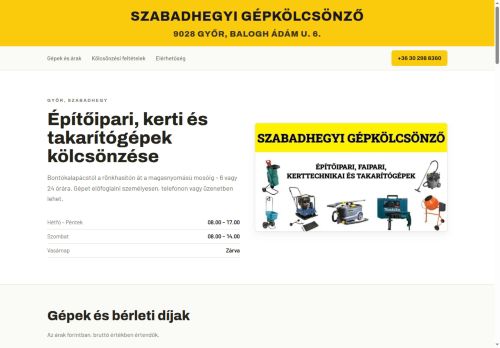 SZABADHEGYI GÉPKÖLCSÖNZŐ
9028 GYŐR, BALOGH ÁDÁM U. 6.
Gépek és árak Kölcsönzési feltételek Elérhetőség
+36 30 298 8360
GYŐR, SZABADHEGY
Építőipari, kerti és
takarítógépek
kölcsönzése
Bontókalapácstól a rönkhasítón át a magasnyomású mosóig - 6 vagy
24 órára. Gépet előfoglalni személyesen, telefonon vagy üzenetben
lehet.
Hétfő – Péntek 08.00 – 17.00
Szombat 08.00 – 14.00
Vasárnap Zárva
SZABADHEGYI GÉPKÖLCSÖNZŐ
ÉPÍTŐIPARI, FAIPARI,
KERTTECHNIKAI ÉS TAKARÍTÓGÉPEK
Gépek és bérleti díjak
Az árak forintban, bruttó értékben értendők.